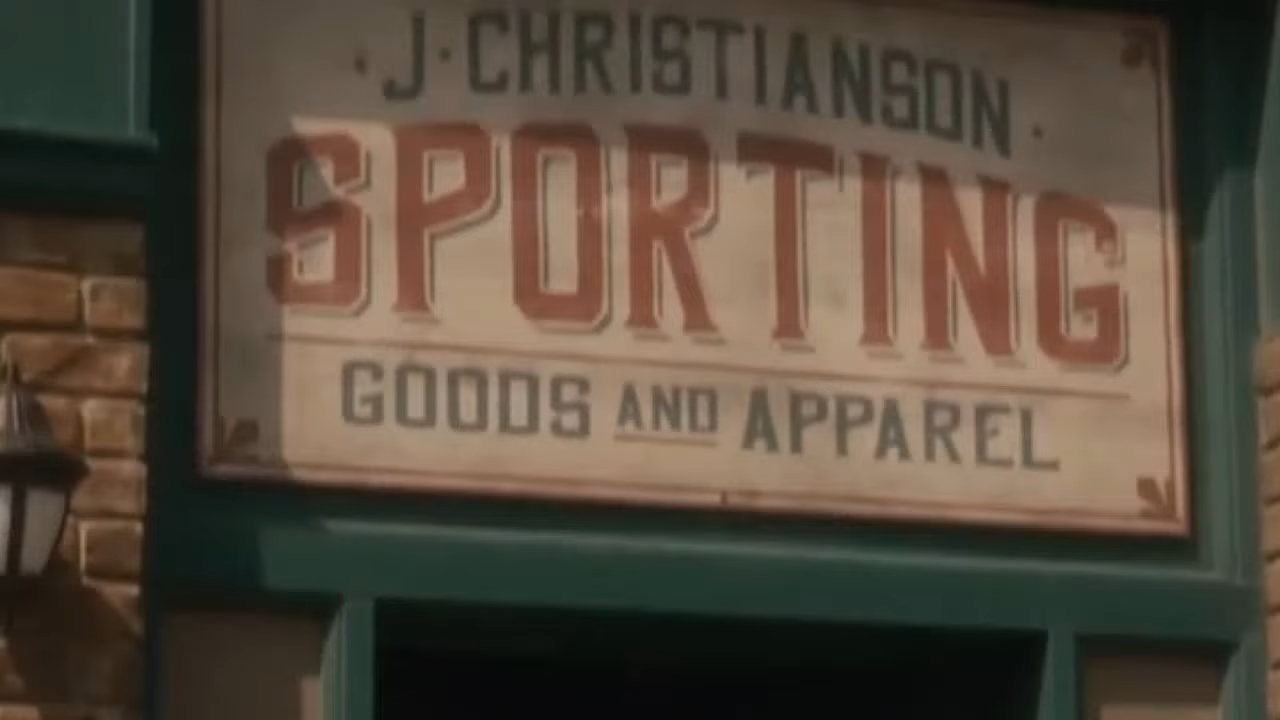 · J · CHRISTIANSON ·
SPORTING
GOODS AND APPAREL